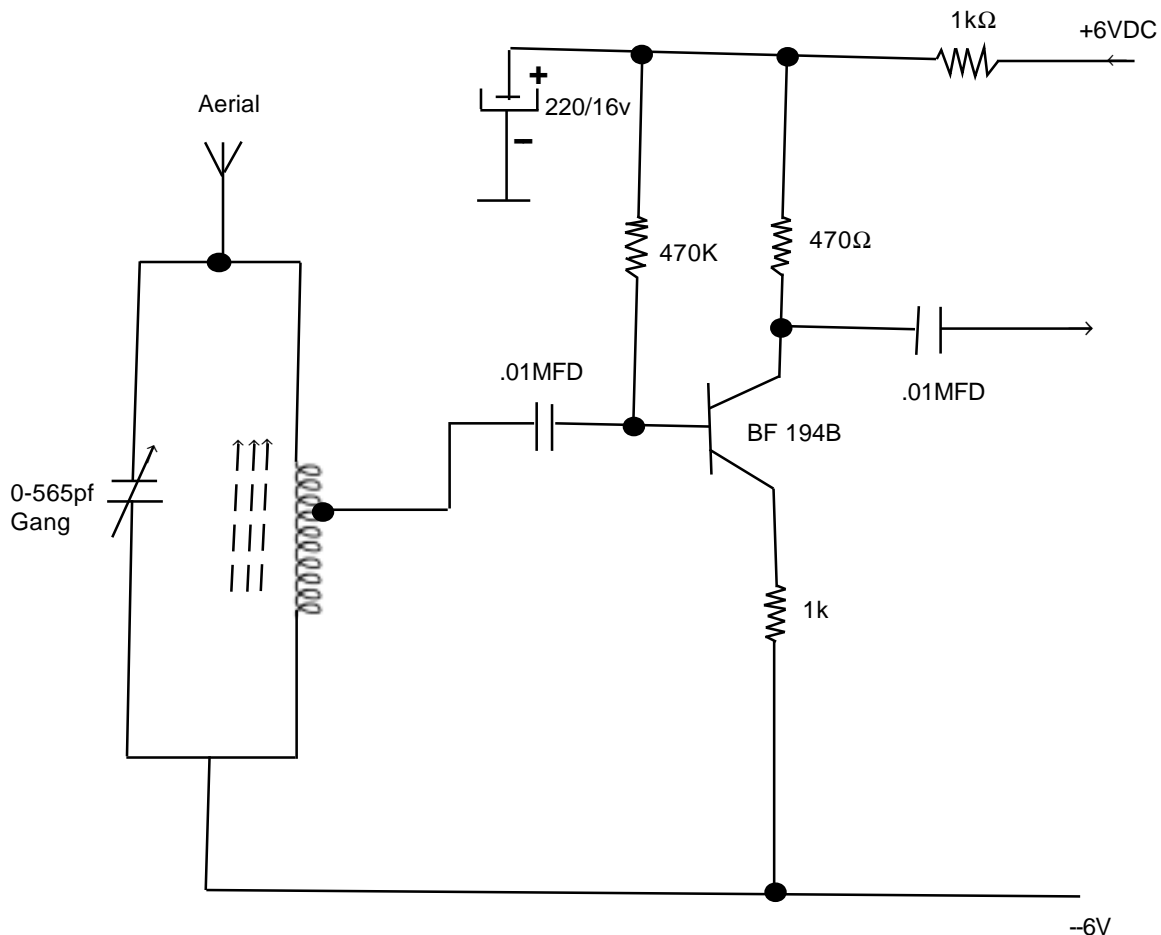 1kΩ
+6VDC
Aerial
+
220/16v
–
470K
470Ω
.01MFD
.01MFD
BF 194B
0-565pf
Gang
1k
--6V